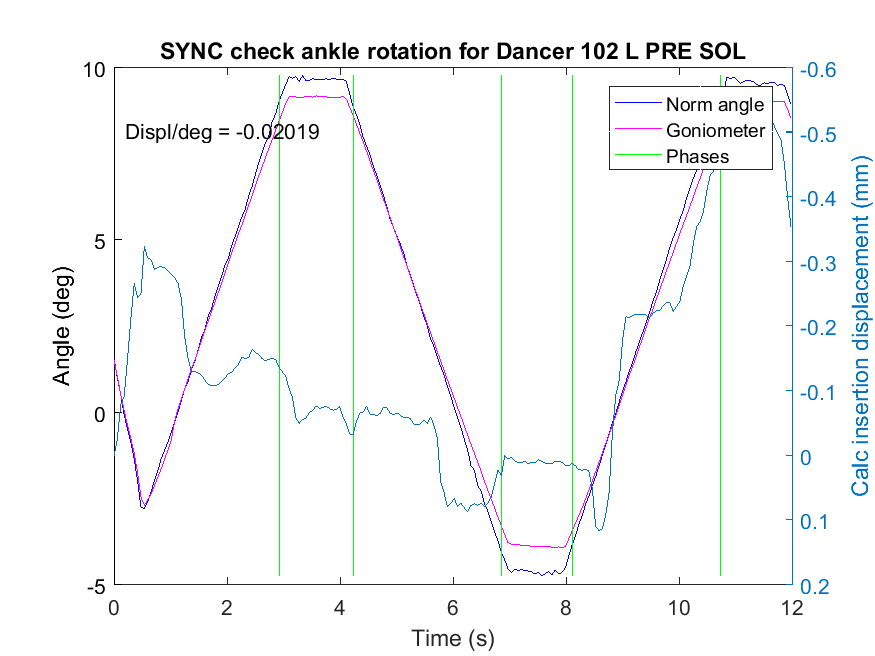 SYNC check ankle rotation for Dancer 102 L PRE SOL
Displ/deg = -0.02019
Norm angle
Goniometer
Phases
Angle (deg)
10
5
0
-5
Calc insertion displacement (mm)
-0.6
-0.5
-0.4
-0.3
-0.2
-0.1
0
0.1
0.2
0
2
4
6
8
10
12
Time (s)